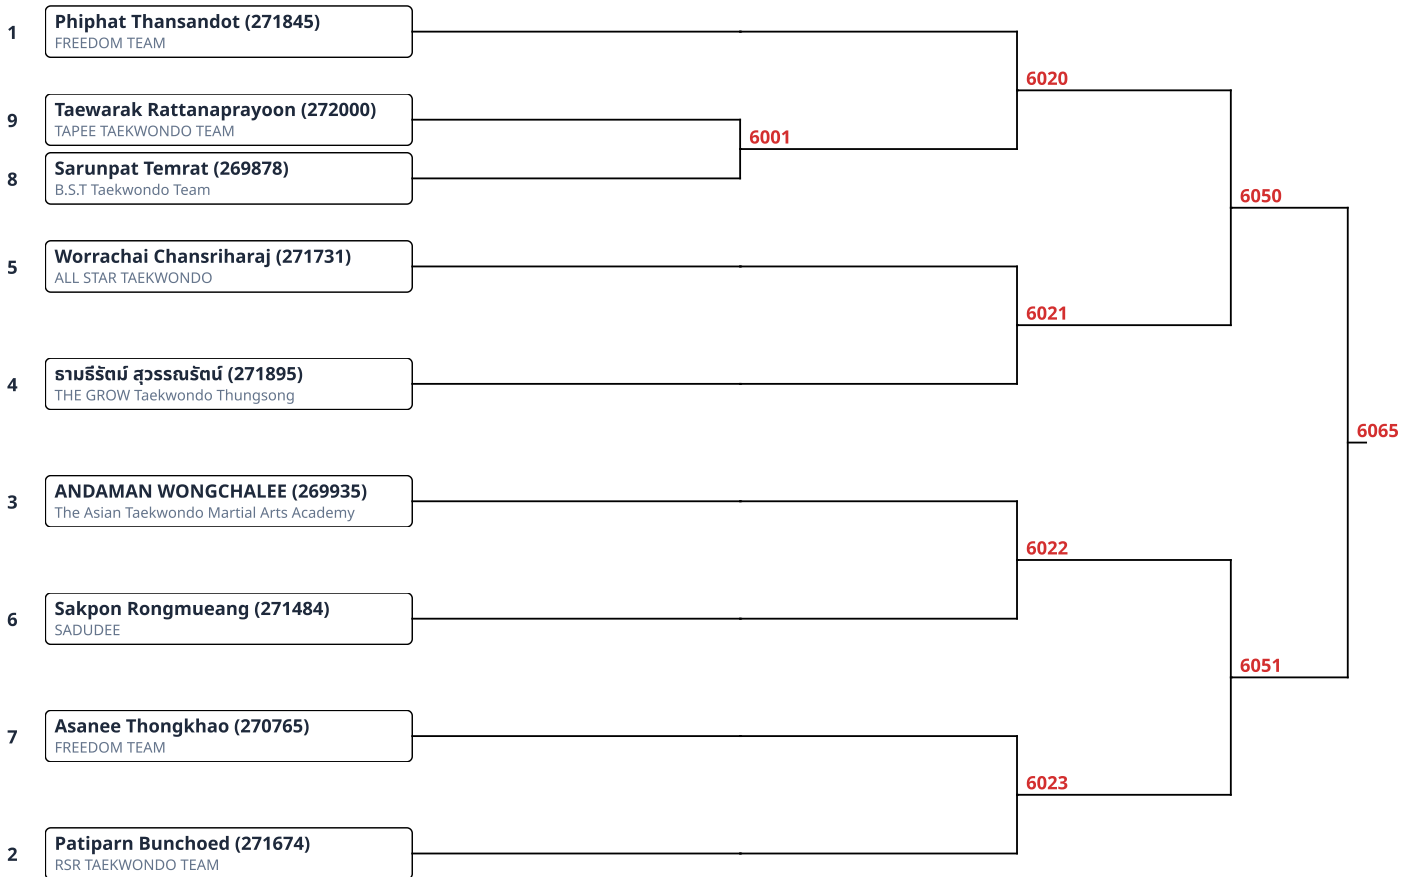 1
Phiphat Thansandot (271845)
FREEDOM TEAM
6020
9
Taewarak Rattanaprayoon (272000)
TAPEE TAEKWONDO TEAM
6001
8
Sarunpat Temrat (269878)
B.S.T Taekwondo Team
6050
5
Worrachai Chansriharaj (271731)
ALL STAR TAEKWONDO
6021
4
ธามธีรัตม์ สุวรรณรัตน์ (271895)
THE GROW Taekwondo Thungsong
6065
3
ANDAMAN WONGCHALEE (269935)
The Asian Taekwondo Martial Arts Academy
6022
6
Sakpon Rongmueang (271484)
SADUDEE
6051
7
Asanee Thongkhao (270765)
FREEDOM TEAM
6023
2
Patiparn Bunchoed (271674)
RSR TAEKWONDO TEAM